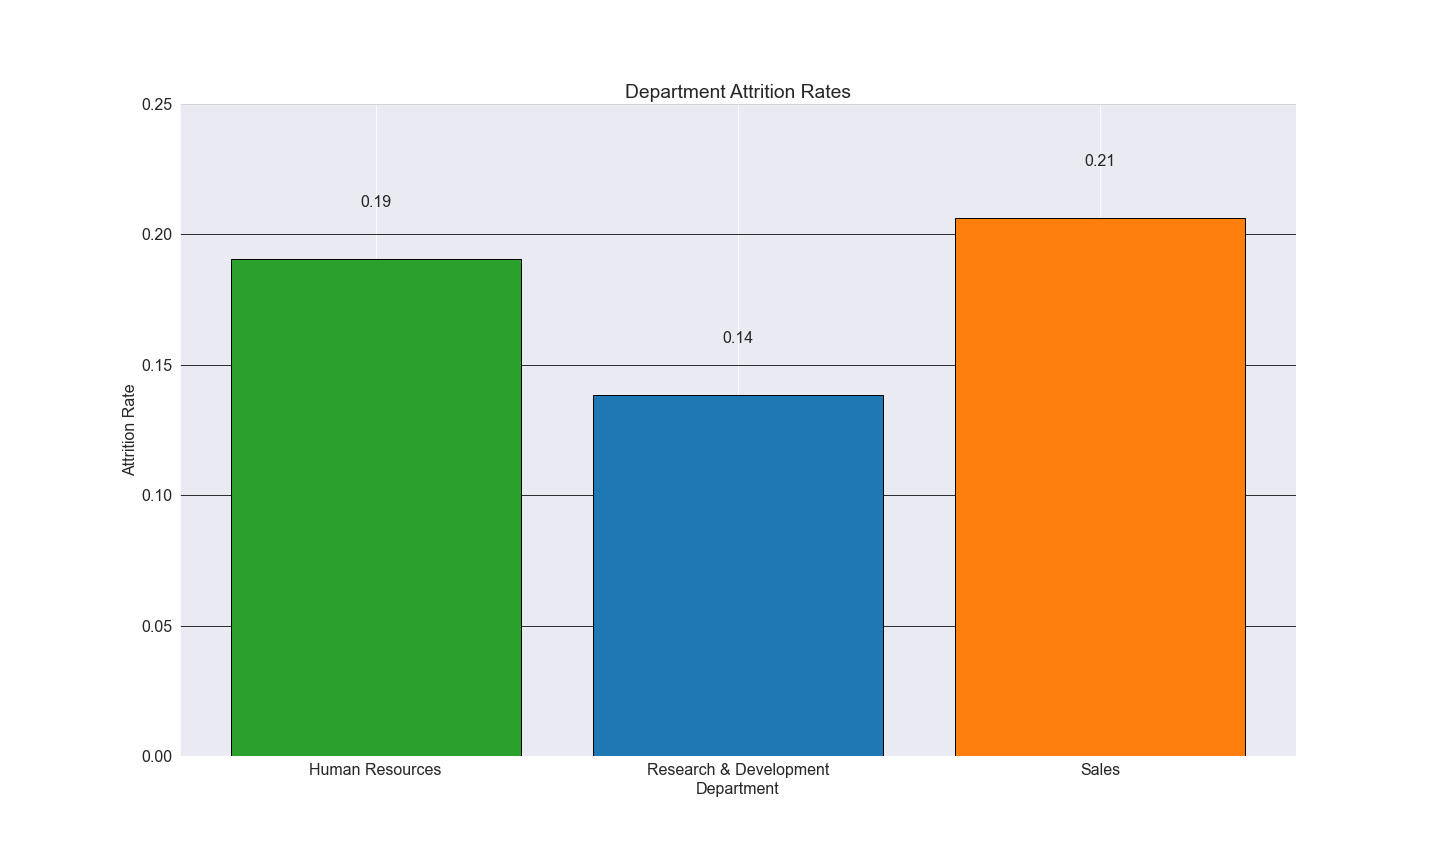 Department Attrition Rates
0.25
0.20
0.15
0.10
0.05
0.00
Attrition Rate
0.19
0.14
0.21
Human Resources
Research & Development
Sales
Department